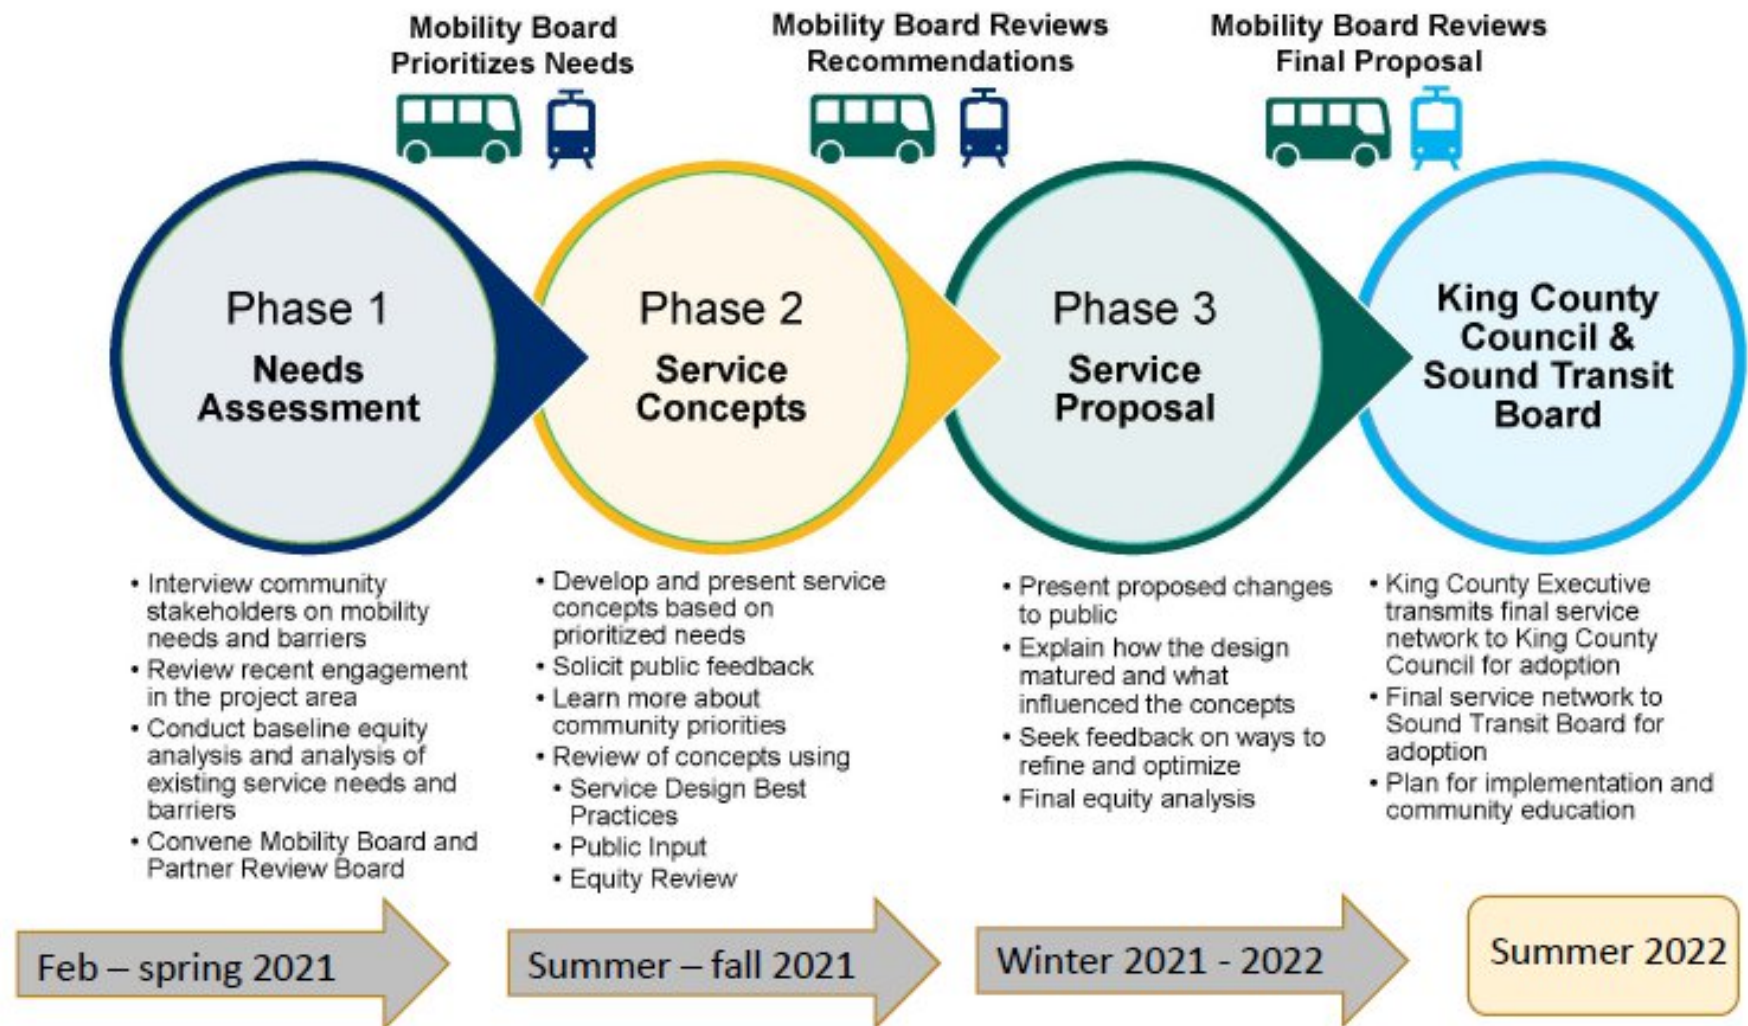 Mobility Board
Prioritizes Needs
Mobility Board Reviews
Recommendations
Mobility Board Reviews
Final Proposal
Phase 1
Needs
Assessment
Phase 2
Service
Concepts
Phase 3
Service
Proposal
King County
Council &
Sound Transit
Board
• Interview community
stakeholders on mobility
needs and barriers
• Review recent engagement
in the project area
• Conduct baseline equity
analysis and analysis of
existing service needs and
barriers
• Convene Mobility Board and
Partner Review Board
• Develop and present service
concepts based on
prioritized needs
• Solicit public feedback
• Learn more about
community priorities
• Review of concepts using
• Service Design Best
Practices
• Public Input
• Equity Review
• Present proposed changes
to public
• Explain how the design
matured and what
influenced the concepts
• Seek feedback on ways to
refine and optimize
• Final equity analysis
• King County Executive
transmits final service
network to King County
Council for adoption
• Final service network to
Sound Transit Board for
adoption
• Plan for implementation and
community education
Feb – spring 2021
Summer – fall 2021
Winter 2021 - 2022
Summer 2022